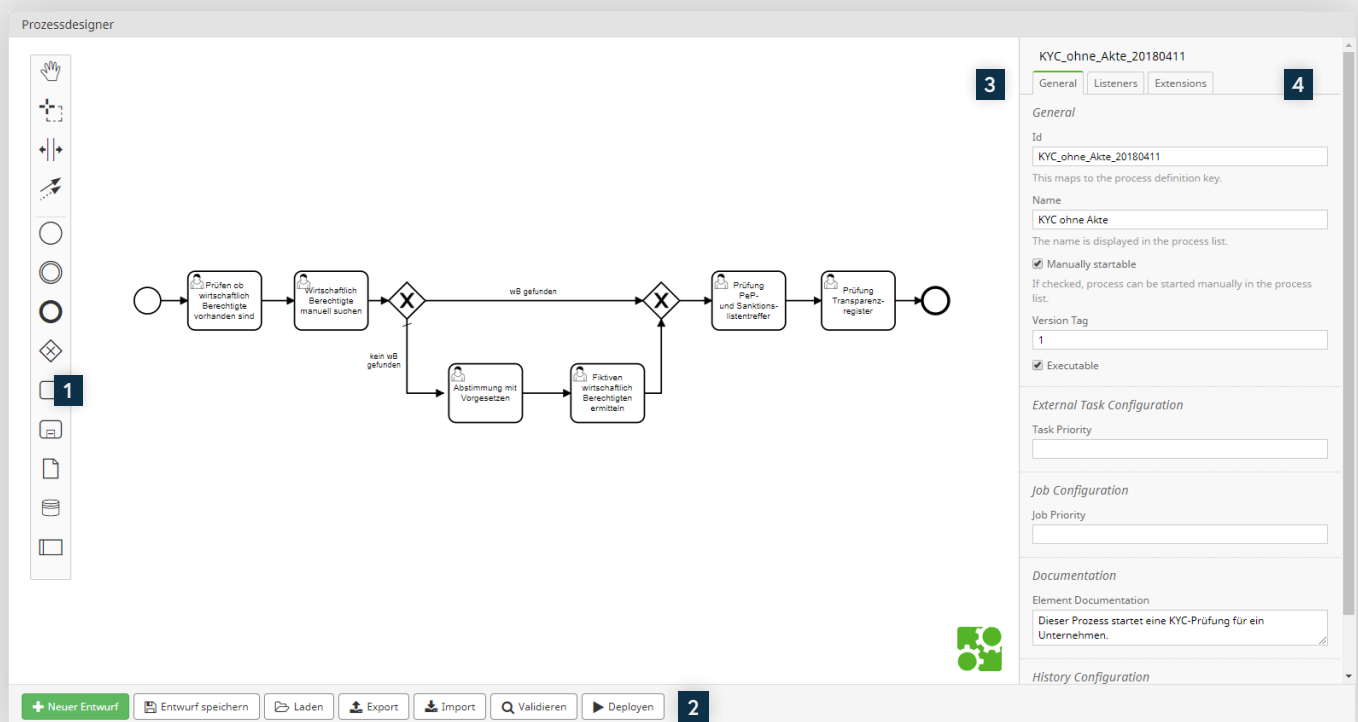 Prozessdesigner
1
Prüfen ob
wirtschaftlich
Berechtigte
vorhanden sind
Wirtschaftlich
Berechtigte
manuell suchen
X
wB gefunden
X
kein wB
gefunden
Abstimmung mit
Vorgesetzen
Fiktiven
wirtschaftlich
Berechtigten
ermitteln
Prüfung
PeP-
und Sanktions-
listentreffer
Prüfung
Transparenz-
register
3
KYC_ohne_Akte_20180411
General Listeners Extensions
4
General
Id
KYC_ohne_Akte_20180411
This maps to the process definition key.
Name
KYC ohne Akte
The name is displayed in the process list.
Manually startable
If checked, process can be started manually in the process
list.
Version Tag
1
Executable
External Task Configuration
Task Priority
Job Configuration
Job Priority
Documentation
Element Documentation
Dieser Prozess startet eine KYC-Prüfung für ein
Unternehmen.
History Configuration
Neuer Entwurf Entwurf speichern Laden Export Import Validieren Deployen
2